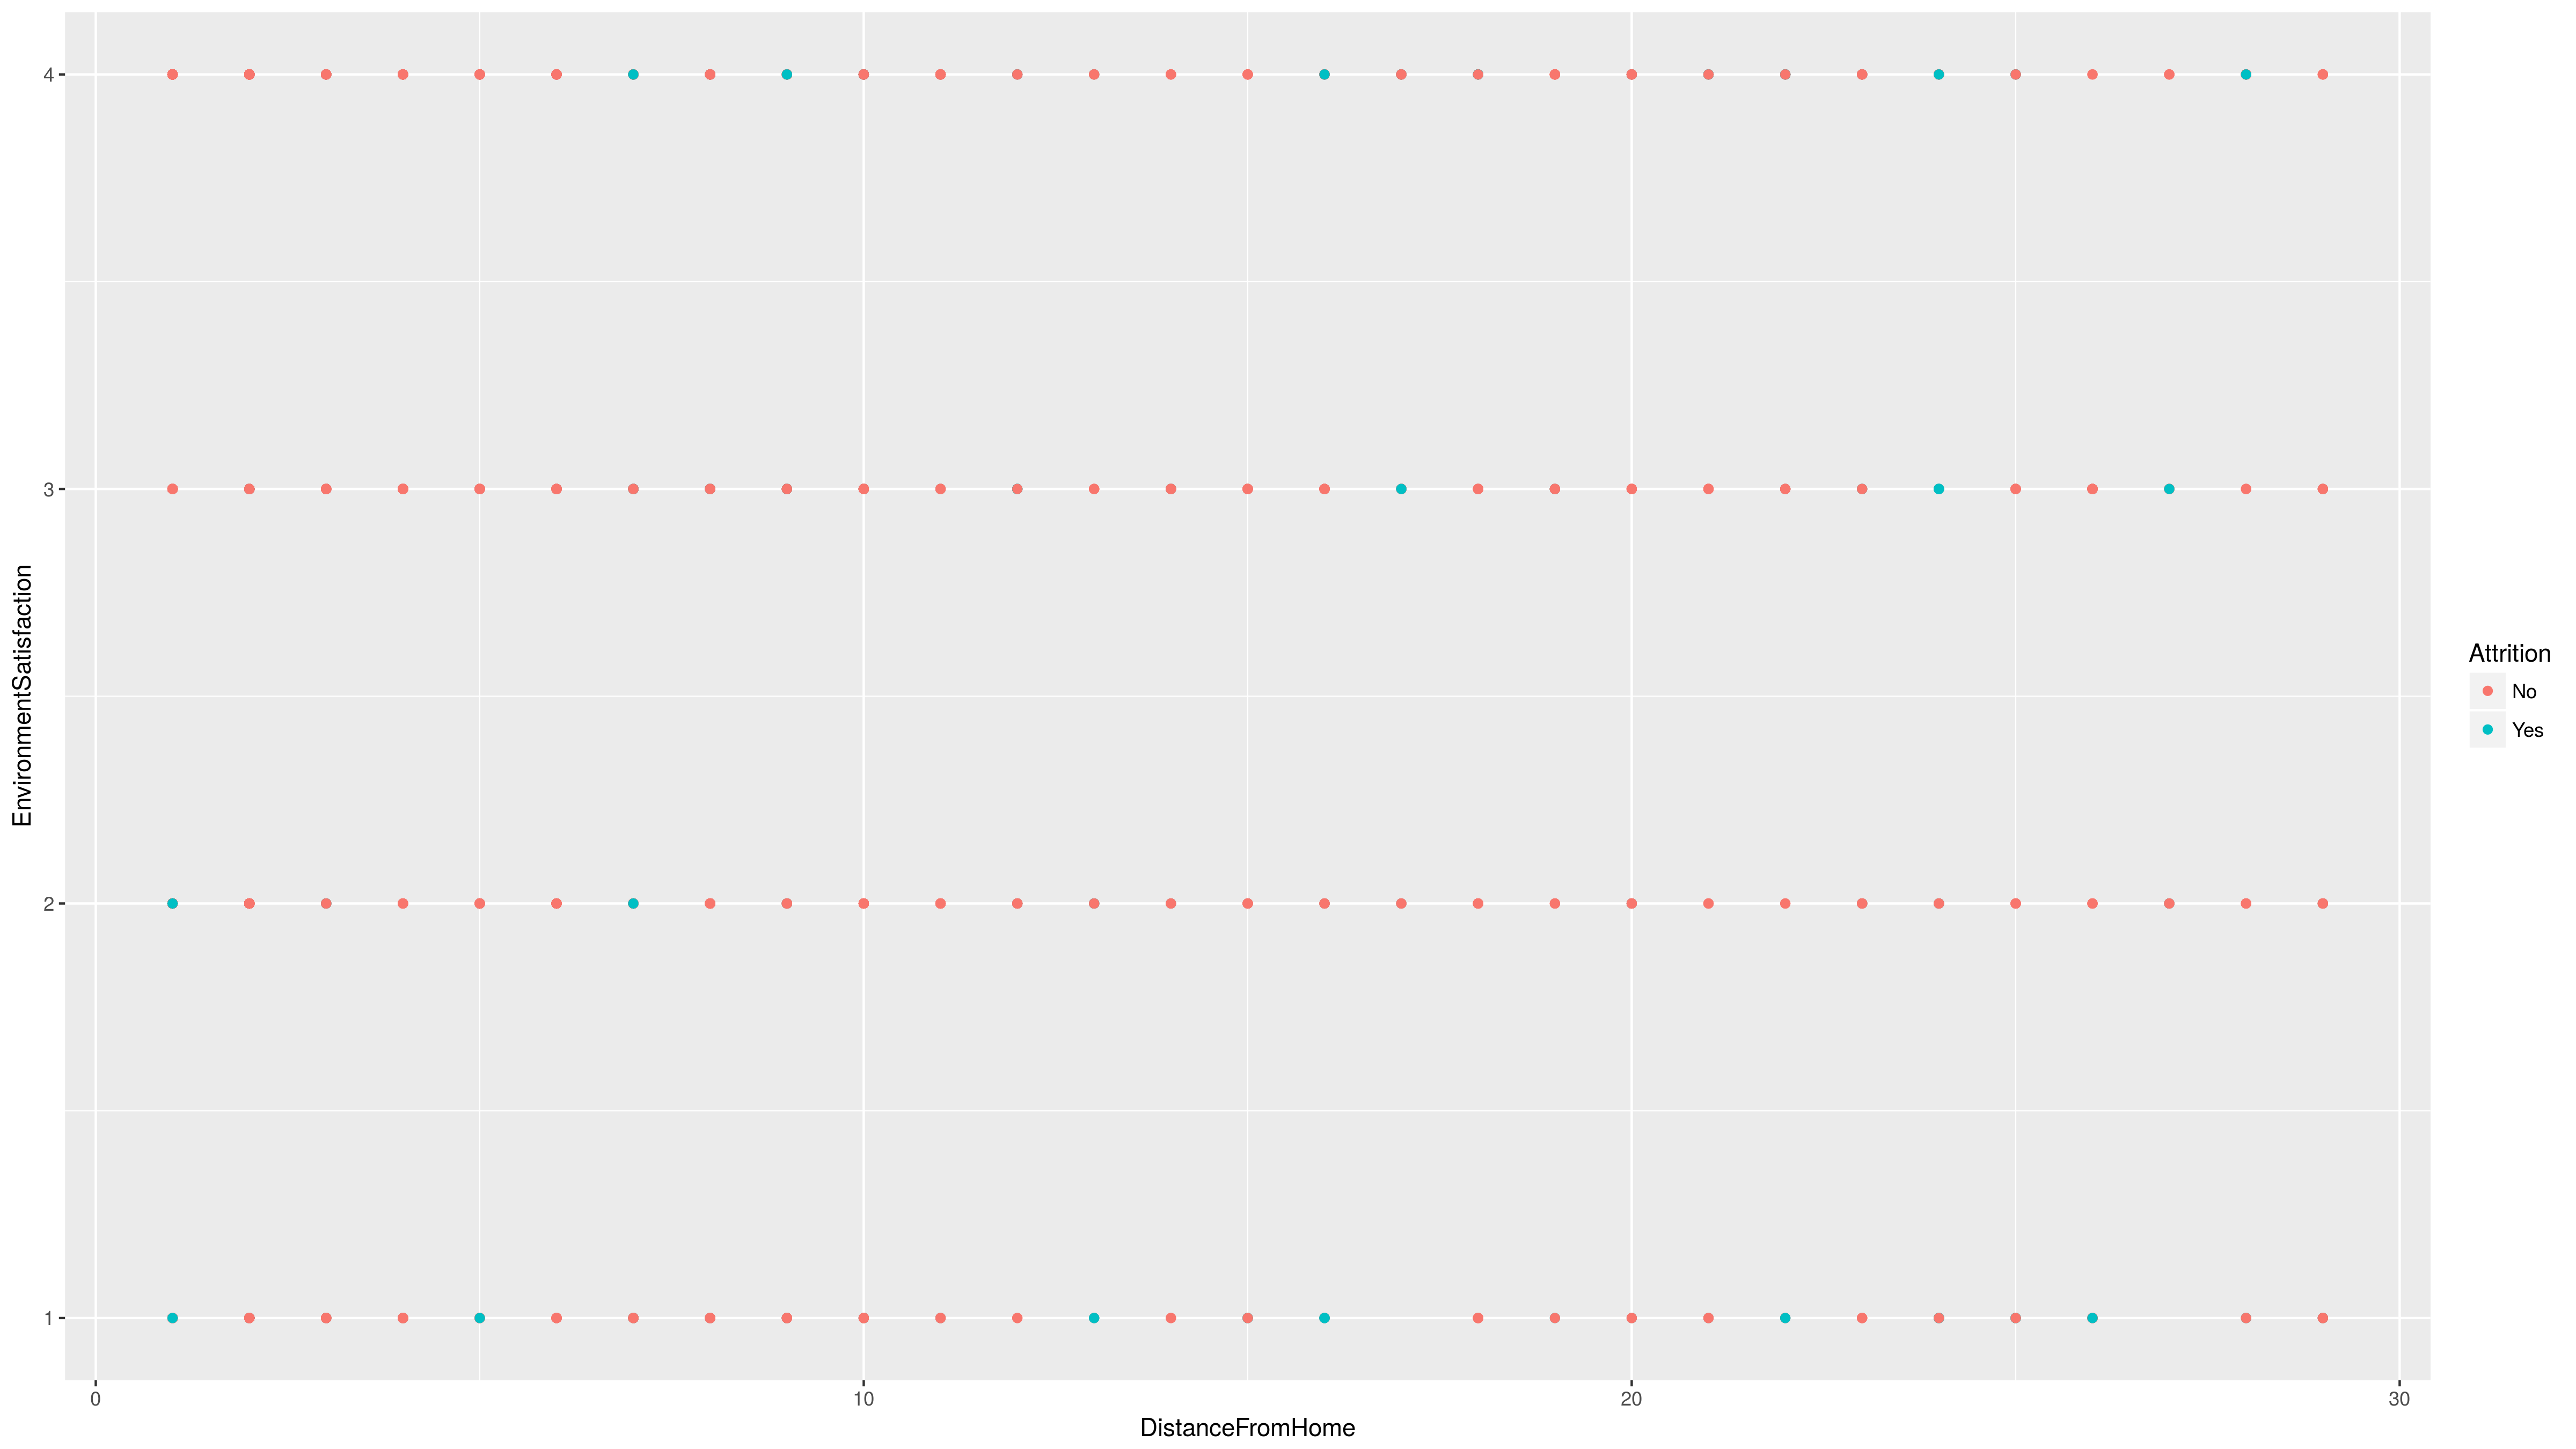 4
3
2
1
EnvironmentSatisfaction
0
10
20
30
DistanceFromHome
Attrition
No
Yes